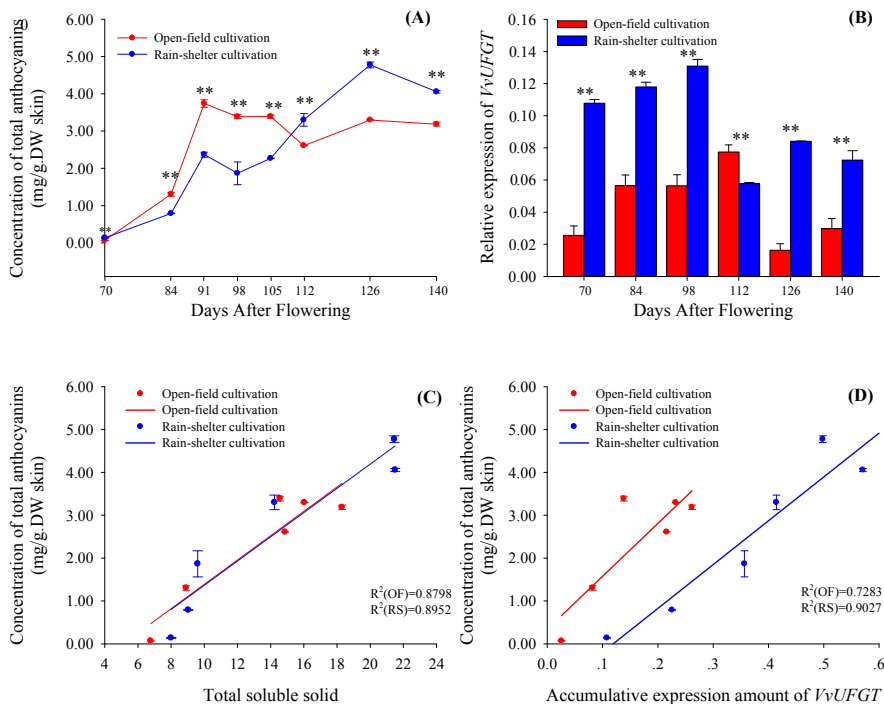 (A)
Open-field cultivation
Rain-shelter cultivation
Concentration of total anthocyanins
(mg/g.DW skin)
6.00
5.00
4.00
3.00
2.00
1.00
0.00
** ** ** ** ** ** ** **
70 84 91 98 105 112 126 140
Days After Flowering
(B)
Open-field cultivation
Rain-shelter cultivation
Relative expression of VvUFGT
0.16
0.14
0.12
0.10
0.08
0.06
0.04
0.02
0.00
** ** ** ** ** **
70 84 98 112 126 140
Days After Flowering
(C)
Open-field cultivation
Open-field cultivation
Rain-shelter cultivation
Rain-shelter cultivation
Concentration of total anthocyanins
(mg/g.DW skin)
6.00
5.00
4.00
3.00
2.00
1.00
0.00
R²(OF)=0.8798
R²(RS)=0.8952
4 6 8 10 12 14 16 18 20 22 24
Total soluble solid
(D)
Open-field cultivation
Open-field cultivation
Rain-shelter cultivation
Rain-shelter cultivation
Concentration of total anthocyanins
(mg/g.DW skin)
6.00
5.00
4.00
3.00
2.00
1.00
0.00
R²(OF)=0.7283
R²(RS)=0.9027
0.0 .1 .2 .3 .4 .5 .6
Accumulative expression amount of VvUFGT